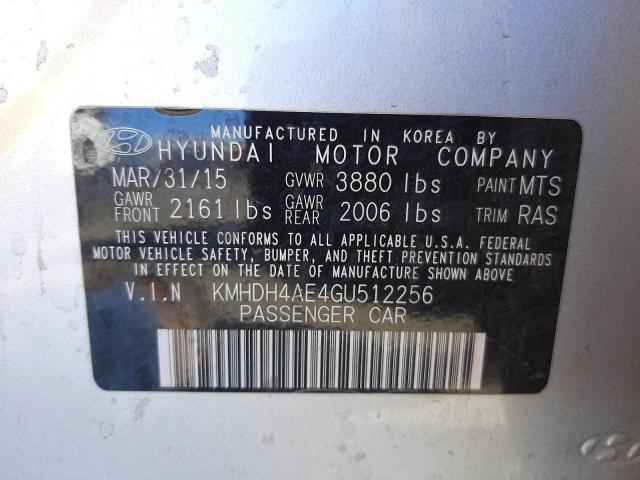 MANUFACTURED IN KOREA BY
HYUNDAI MOTOR COMPANY
MAR/31/15 GVWR 3880 lbs PAINT MTS
GAWR FRONT 2161 lbs GAWR REAR 2006 lbs TRIM RAS
THIS VEHICLE CONFORMS TO ALL APPLICABLE U.S.A. FEDERAL
MOTOR VEHICLE SAFETY, BUMPER, AND THEFT PREVENTION STANDARDS
IN EFFECT ON THE DATE OF MANUFACTURE SHOWN ABOVE.
V.I.N KMHDH4AE4GU512256
PASSENGER CAR